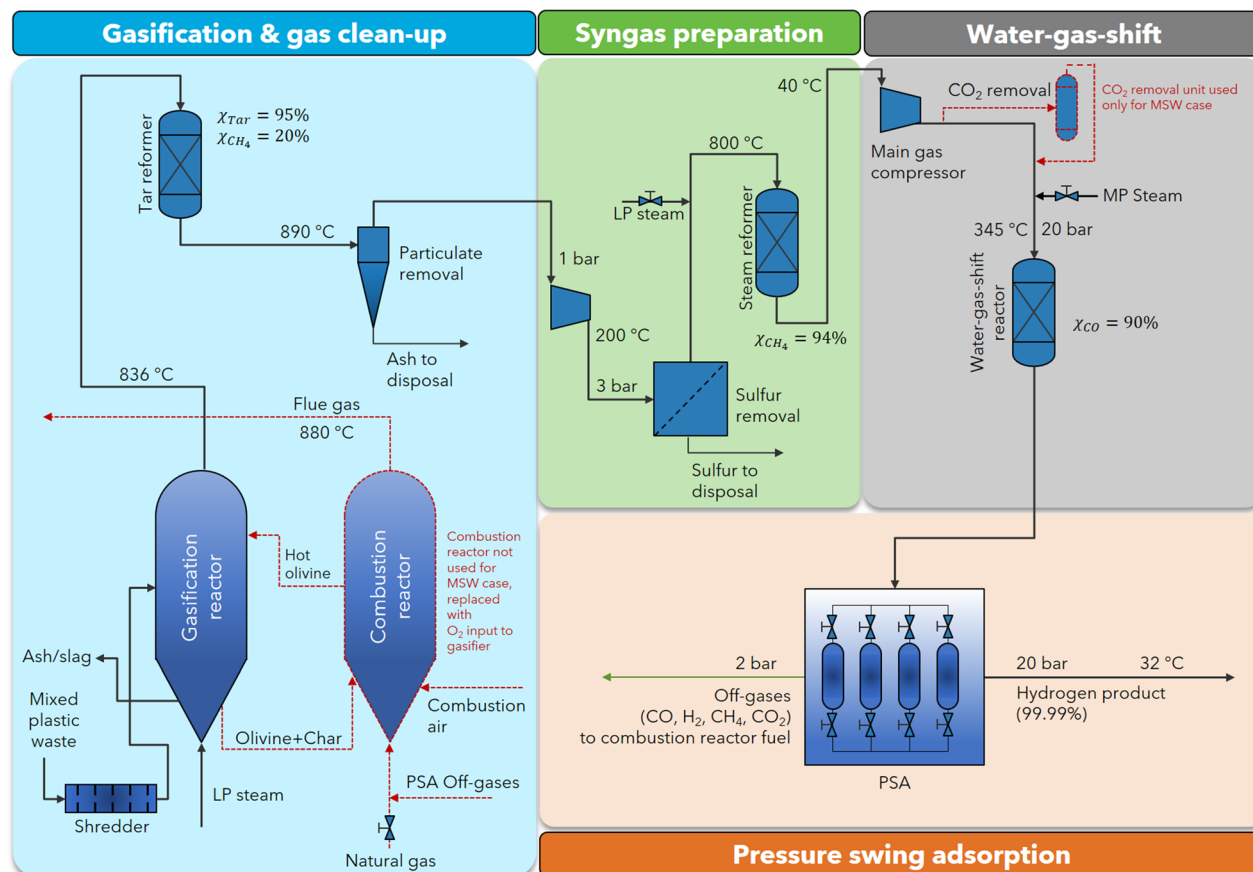 Gasification & gas clean-up
Syngas preparation
Water-gas-shift
Tar reformer
χ_Tar = 95%
χ_CH₄ = 20%
890 °C
Particulate
removal
Ash to
disposal
836 °C
Flue gas
880 °C
Gasification
reactor
Hot
olivine
Combustion
reactor
Combustion
reactor not
used for
MSW case,
replaced
with
O₂ input to
gasifier
Ash/slag
Mixed
plastic
waste
Shredder
LP steam
Olivine+Char
Combustion
air
PSA Off-gases
Natural gas
1 bar
200 °C
3 bar
LP steam
800 °C
Steam reformer
χ_CH₄ = 94%
Sulfur
removal
Sulfur to
disposal
40 °C
Main gas
compressor
CO₂ removal
CO₂ removal unit used
only for MSW case
MP Steam
345 °C
20 bar
Water-gas-shift
reactor
χ_CO = 90%
2 bar
Off-gases
(CO, H₂, CH₄, CO₂)
to combustion reactor fuel
PSA
20 bar
32 °C
Hydrogen product
(99.99%)
Pressure swing adsorption